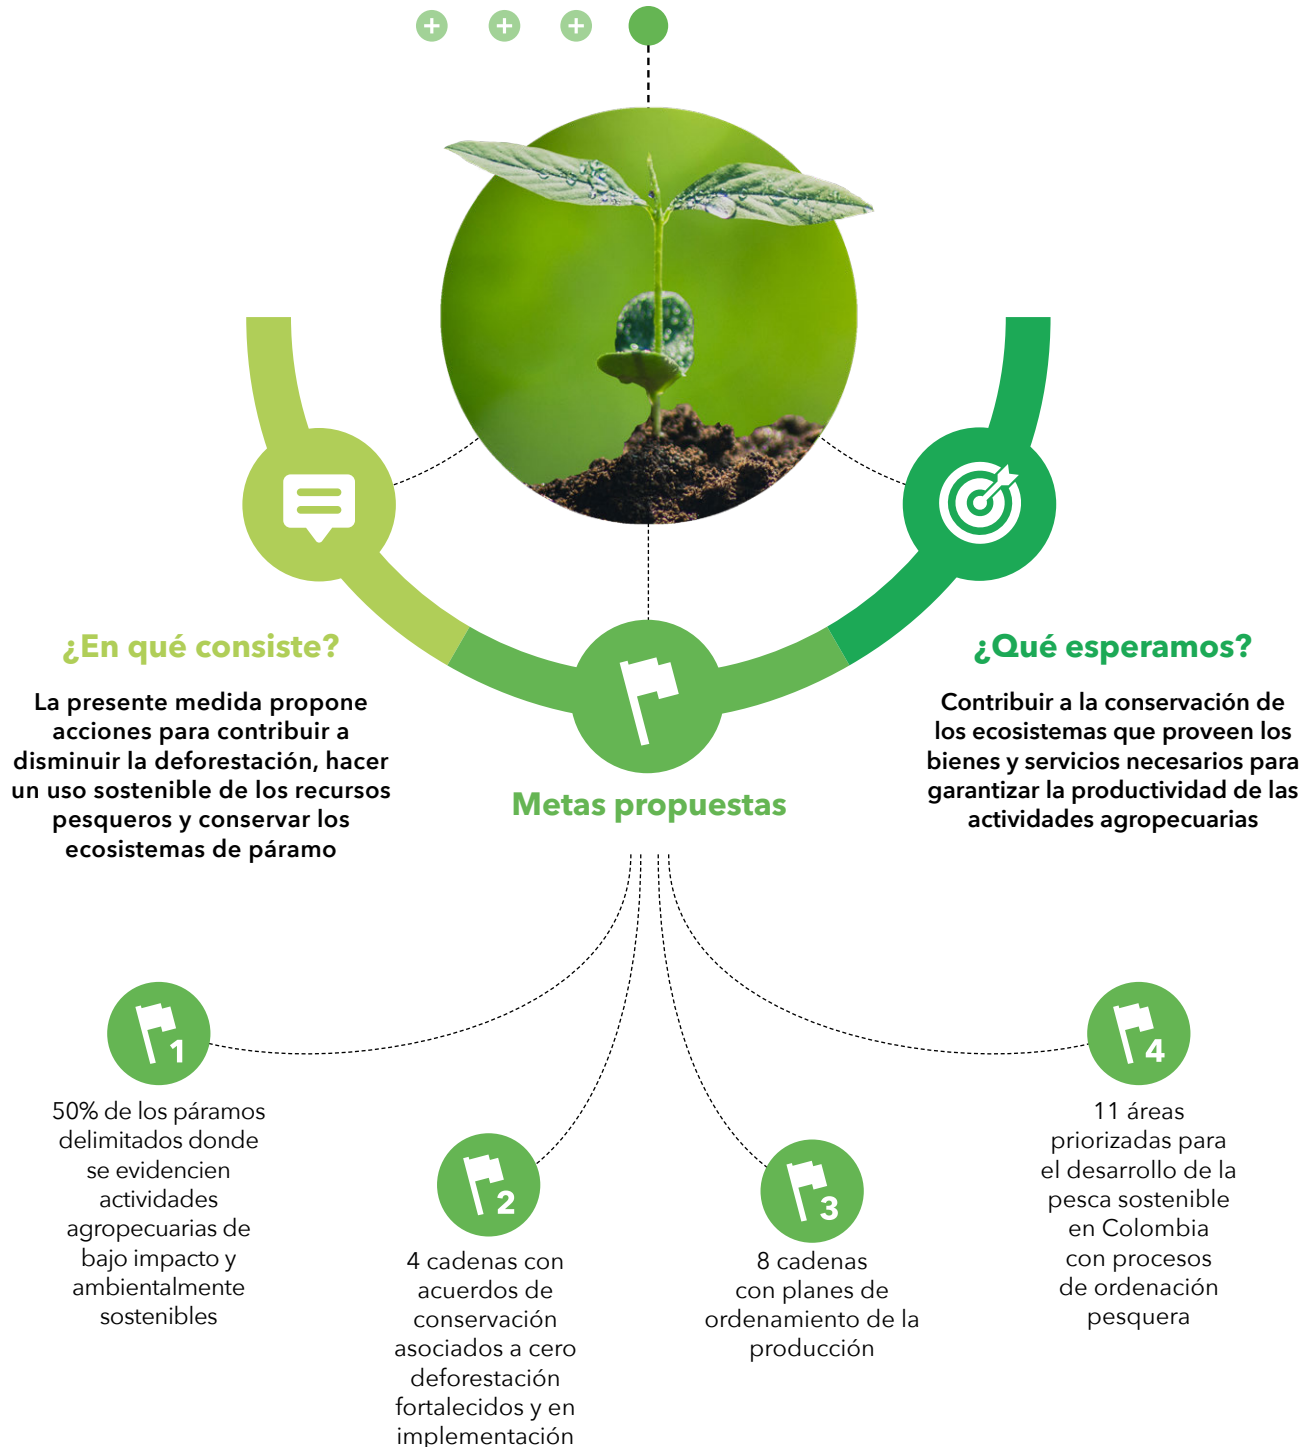 ¿En qué consiste?
La presente medida propone
acciones para contribuir a
disminuir la deforestación, hacer
un uso sostenible de los recursos
pesqueros y conservar los
ecosistemas de páramo
¿Qué esperamos?
Contribuir a la conservación de
los ecosistemas que proveen los
bienes y servicios necesarios para
garantizar la productividad de las
actividades agropecuarias
Metas propuestas
1
50% de los páramos
delimitados donde
se evidencien
actividades
agropecuarias de
bajo impacto y
ambientalmente
sostenibles
2
4 cadenas con
acuerdos de
conservación
asociados a cero
deforestación
fortalecidos y en
implementación
3
8 cadenas
con planes de
ordenamiento de la
producción
4
11 áreas
priorizadas para
el desarrollo de la
pesca sostenible
en Colombia
con procesos
de ordenación
pesquera